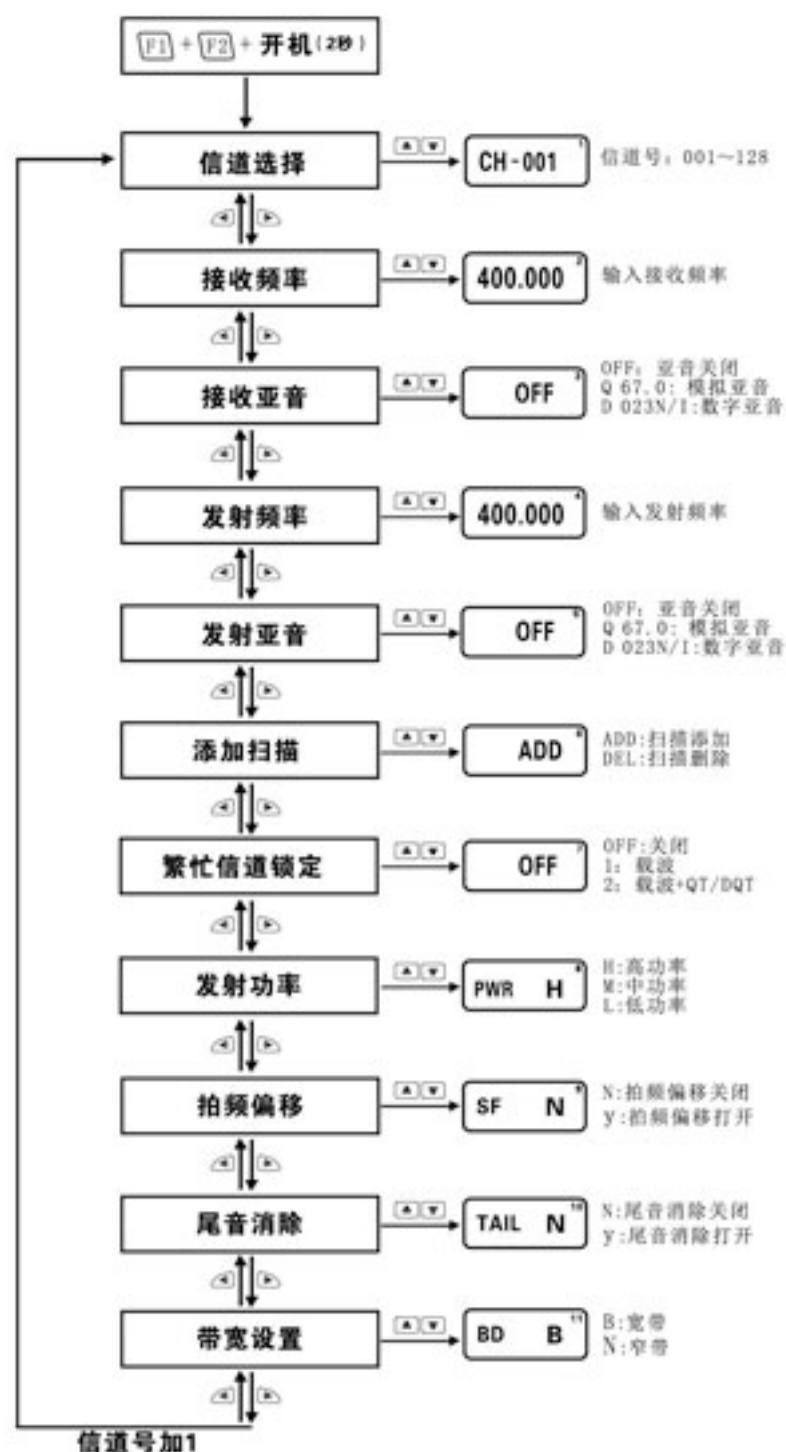 F1 + F2 + 开机(2秒)
信道选择
CH-001
1
信道号：001～128
接收频率
400.000
2
输入接收频率
接收亚音
OFF
3
OFF：亚音关闭
Q 67.0：模拟亚音
D 023N/I:数字亚音
发射频率
400.000
4
输入发射频率
发射亚音
OFF
5
OFF：亚音关闭
Q 67.0：模拟亚音
D 023N/I:数字亚音
添加扫描
ADD
6
ADD:扫描添加
DEL:扫描删除
繁忙信道锁定
OFF
7
OFF:关闭
1：载波
2：载波+QT/DQT
发射功率
PWR H
8
H:高功率
M:中功率
L:低功率
拍频偏移
SF N
9
N:拍频偏移关闭
y:拍频偏移打开
尾音消除
TAIL N
10
N:尾音消除关闭
y:尾音消除打开
带宽设置
BD B
11
B:宽带
N:窄带
信道号加1